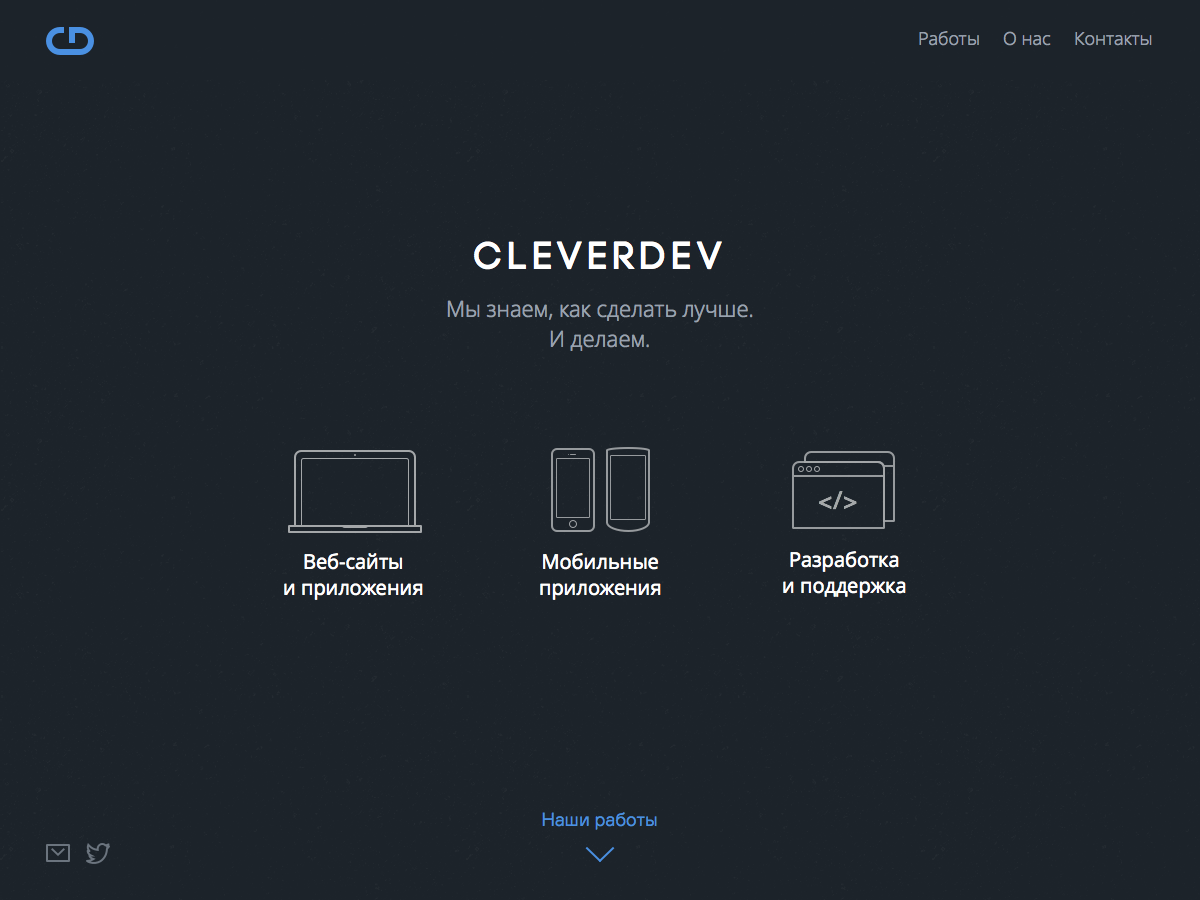 Работы О нас Контакты
CLEVERDEV
Мы знаем, как сделать лучше.
И делаем.
</>
Веб-сайты
и приложения
Мобильные
приложения
Разработка
и поддержка
Наши работы